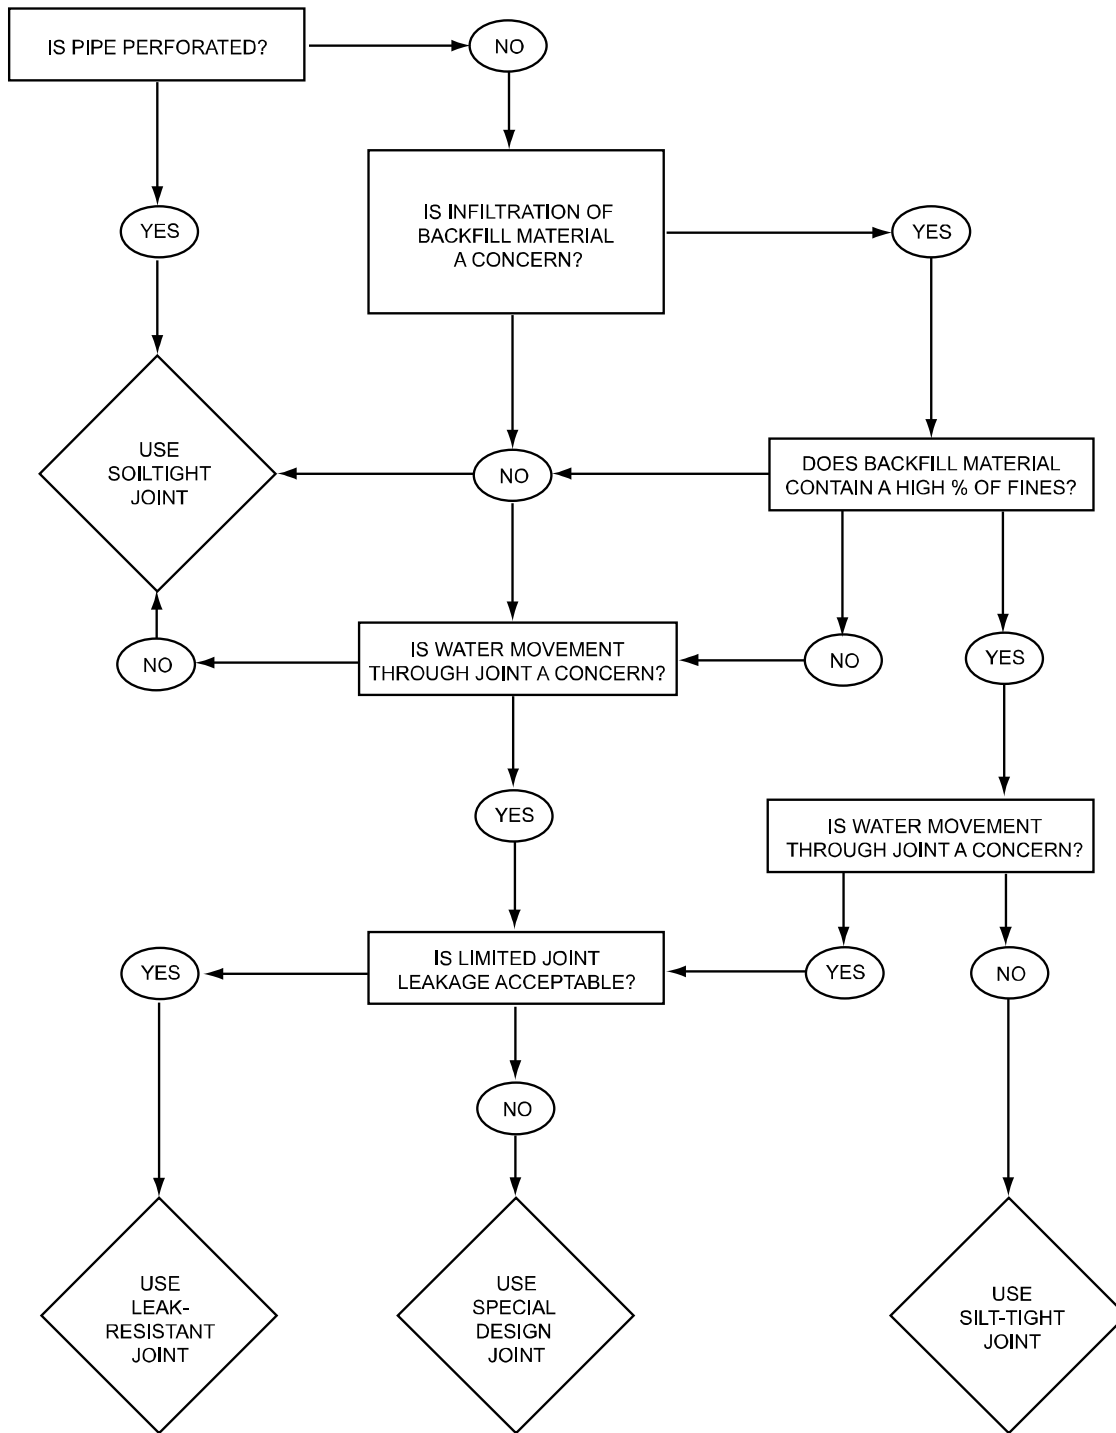 IS PIPE PERFORATED?
NO
IS INFILTRATION OF
BACKFILL MATERIAL
A CONCERN?
YES
YES
USE
SOILTIGHT
JOINT
NO
DOES BACKFILL MATERIAL
CONTAIN A HIGH % OF FINES?
NO
IS WATER MOVEMENT
THROUGH JOINT A CONCERN?
NO
YES
YES
IS WATER MOVEMENT
THROUGH JOINT A CONCERN?
YES
IS LIMITED JOINT
LEAKAGE ACCEPTABLE?
YES
NO
NO
USE
LEAK-
RESISTANT
JOINT
USE
SPECIAL
DESIGN
JOINT
USE
SILT-TIGHT
JOINT